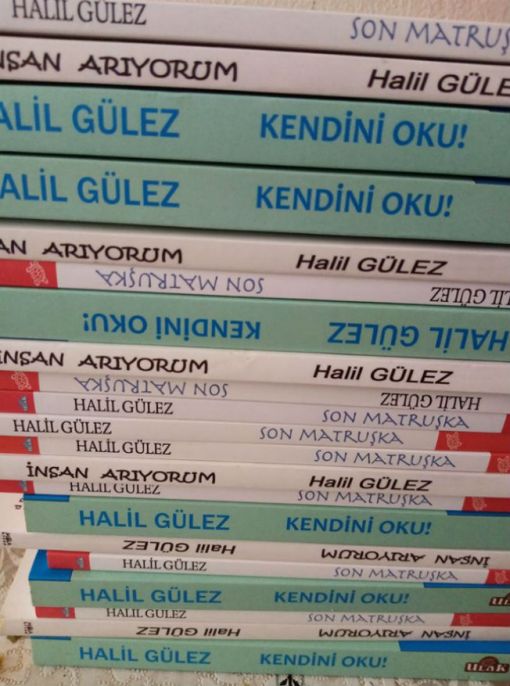 HALİL GÜLEZ SON MATRUŞ
İNSAN ARIYORUM Halil GÜLE
HALİL GÜLEZ KENDİNİ OKU!
ALİL GÜLEZ KENDİNİ OKU!
AN ARIYORUM Halil GÜLEZ
SON MATRUŞKA LİL GÜLEZ
KENDİNİ OKU! HALİL GÜLEZ
İNSAN ARIYORUM Halil GÜLEZ
SON MATRUŞKA HALİL GÜLEZ
HALİL GÜLEZ SON MATRUŞKA
HALİL GÜLEZ SON MATRUŞKA
HALİL GÜLEZ SON MATRUŞKA
İNSAN ARIYORUM Halil GÜLEZ
HALİL GÜLEZ SON MATRUŞKA
HALİL GÜLEZ KENDİNİ OKU!
Halil GÜLEZ İNSAN ARIYORUM
HALİL GÜLEZ SON MATRUŞKA
HALİL GÜLEZ KENDİNİ OKU!
HALİL GÜLEZ SON MATRUŞKA
Halil GÜLEZ İNSAN ARIYORUM
HALİL GÜLEZ KENDİNİ OKU! Ulak